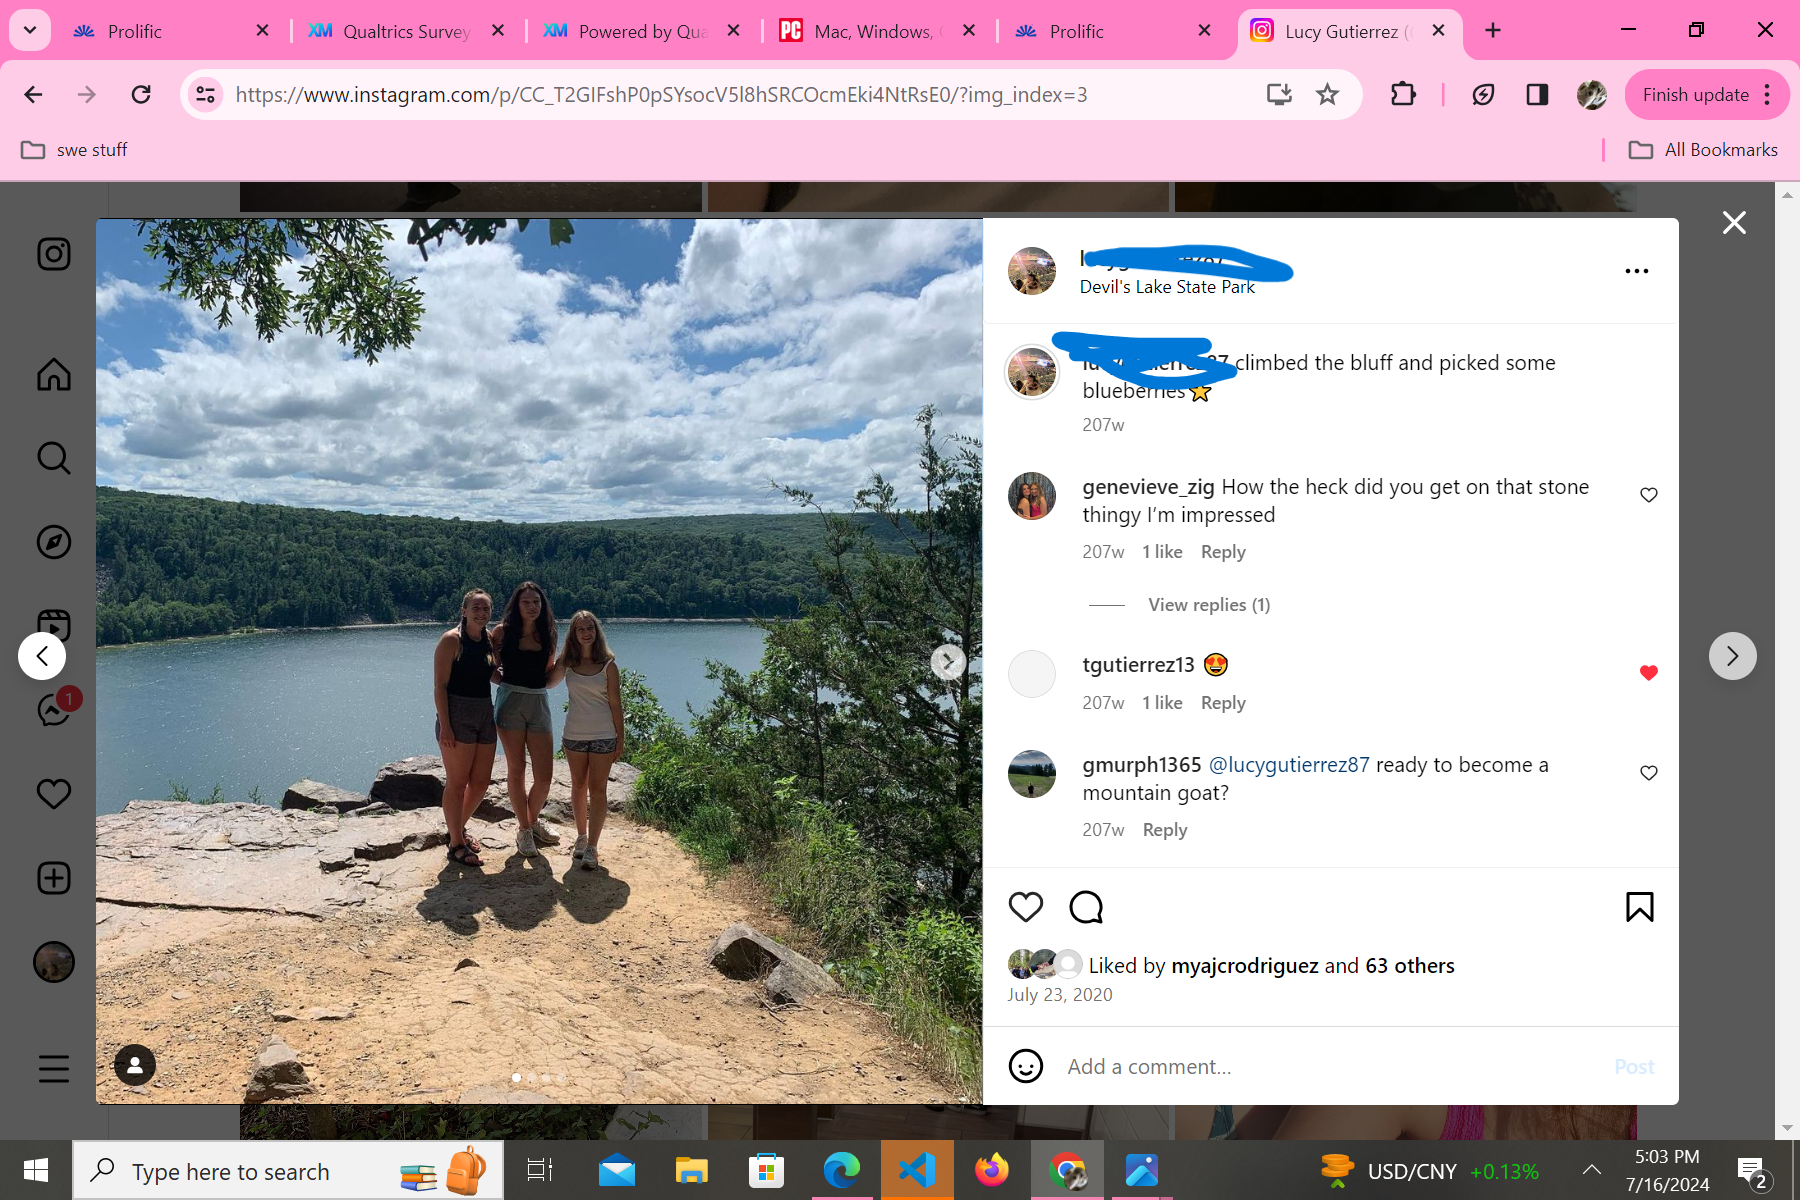 Prolific
Qualtrics Survey
Powered by Qua
Mac, Windows,
Prolific
Lucy Gutierrez
https://www.instagram.com/p/CC_T2GIFshP0pSYsocV5l8hSRCOcmEki4NtRsE0/?img_index=3
Finish update
swe stuff
All Bookmarks
Devil's Lake State Park
climbed the bluff and picked some
blueberries⭐
207w
genevieve_zig How the heck did you get on that stone
thingy I'm impressed
207w 1 like Reply
View replies (1)
tgutierrez13 😍
207w 1 like Reply
gmurph1365 @lucygutierrez87 ready to become a
mountain goat?
207w Reply
1
Liked by myajcrodriguez and 63 others
July 23, 2020
Add a comment...
Post
Type here to search
USD/CNY +0.13%
5:03 PM
7/16/2024
2